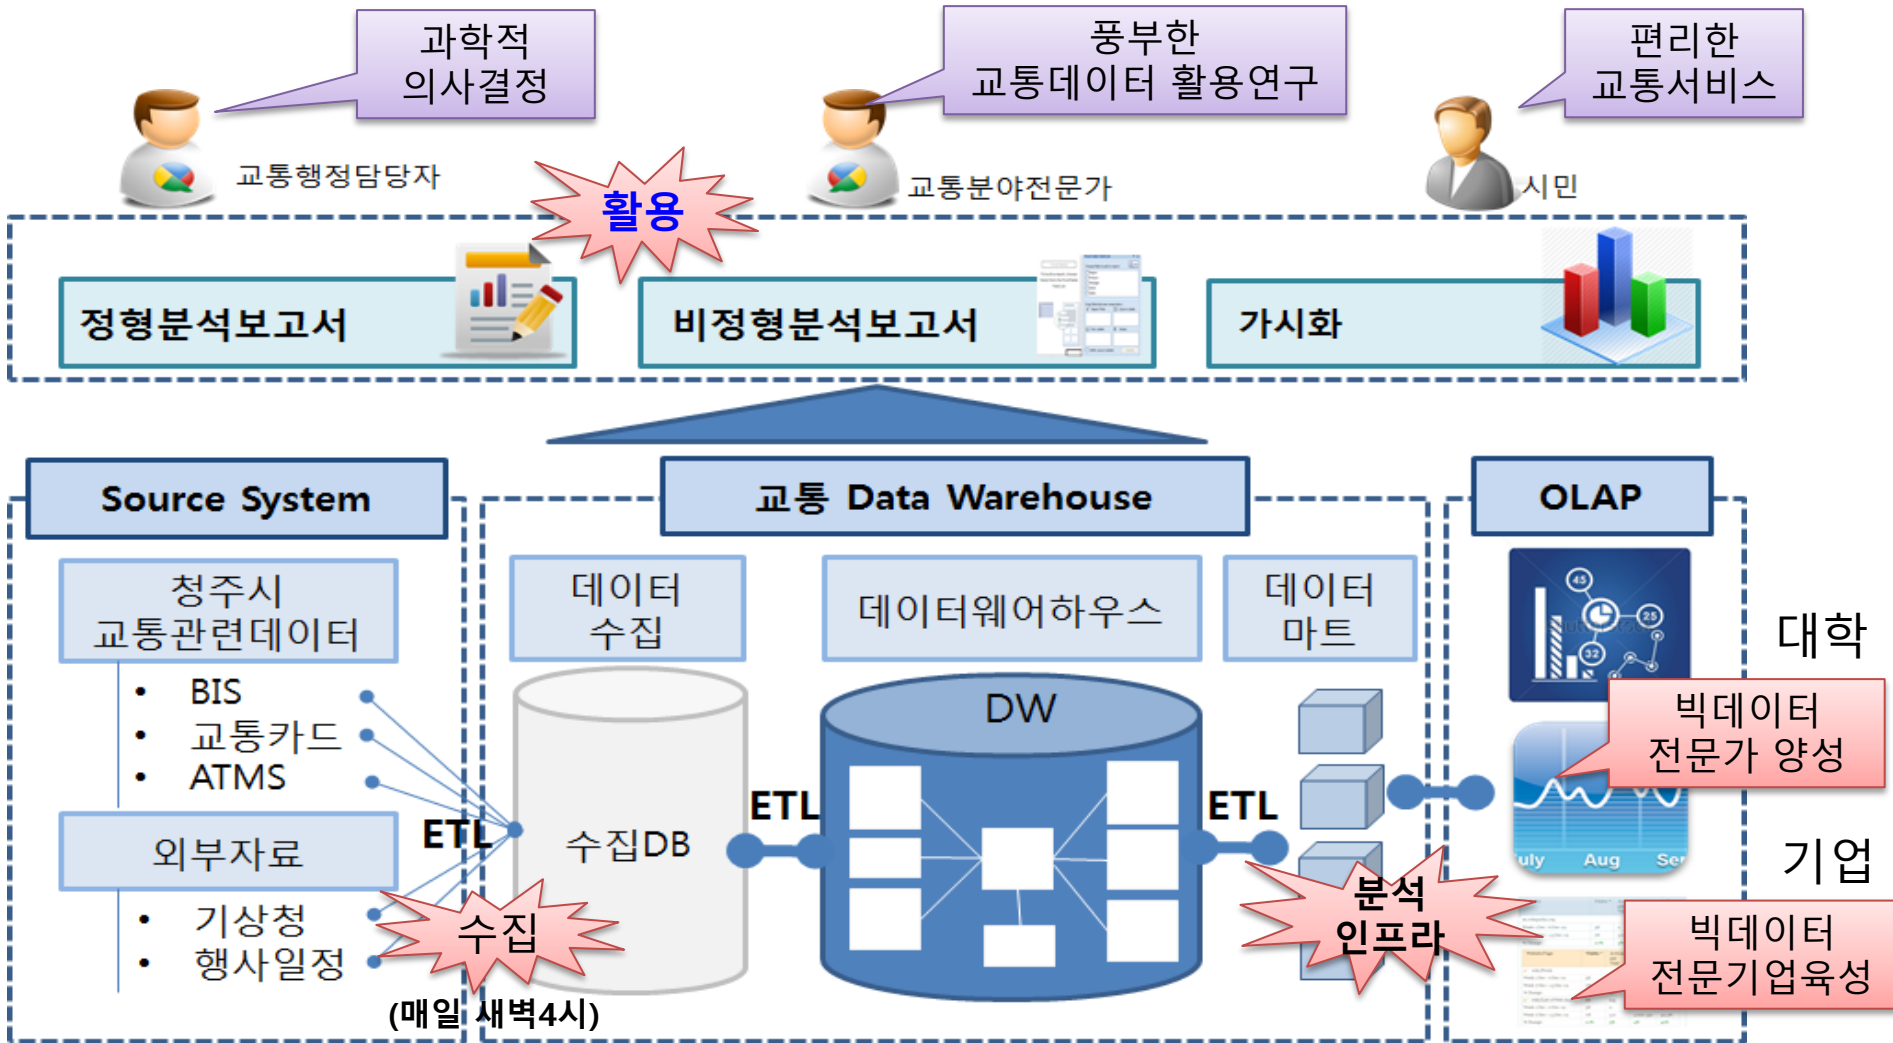 과학적
의사결정
풍부한
교통데이터 활용연구
편리한
교통서비스
교통행정담당자
교통분야전문가
시민
활용
정형분석보고서
비정형분석보고서
가시화
Source System
교통 Data Warehouse
OLAP
청주시
교통관련데이터
• BIS
• 교통카드
• ATMS
외부자료
• 기상청
• 행사일정
ETL
수집
(매일 새벽4시)
데이터
수집
수집DB
ETL
데이터웨어하우스
DW
ETL
데이터
마트
분석
인프라
45
25
32
대학
빅데이터
전문가 양성
July Aug Ser
기업
빅데이터
전문기업육성